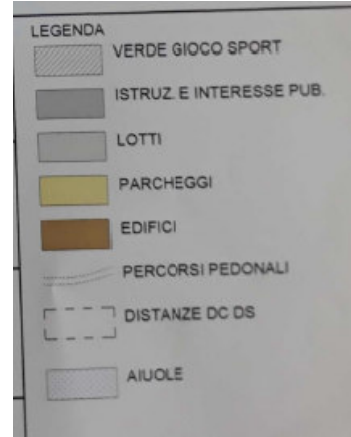 LEGENDA
VERDE GIOCO SPORT
ISTRUZ. E INTERESSE PUB.
LOTTI
PARCHEGGI
EDIFICI
PERCORSI PEDONALI
DISTANZE DC DS
AIUOLE